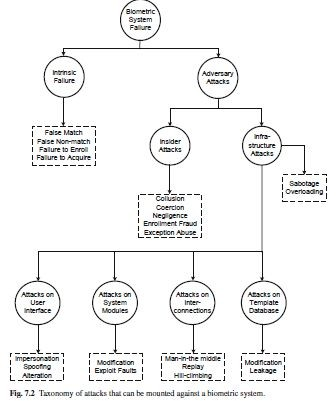 Biometric
System
Failure
Intrinsic
Failure
Adversary
Attacks
False Match
False Non-match
Failure to Enroll
Failure to Acquire
Insider
Attacks
Infra-
structure
Attacks
Sabotage
Overloading
Collusion
Coercion
Negligence
Enrollment Fraud
Exception Abuse
Attacks on
User
Interface
Attacks on
System
Modules
Attacks on
Inter-
connections
Attacks on
Template
Database
Impersonation
Spoofing
Alteration
Modification
Exploit Faults
Man-in-the middle
Replay
Hill-climbing
Modification
Leakage
Fig. 7.2 Taxonomy of attacks that can be mounted against a biometric system.